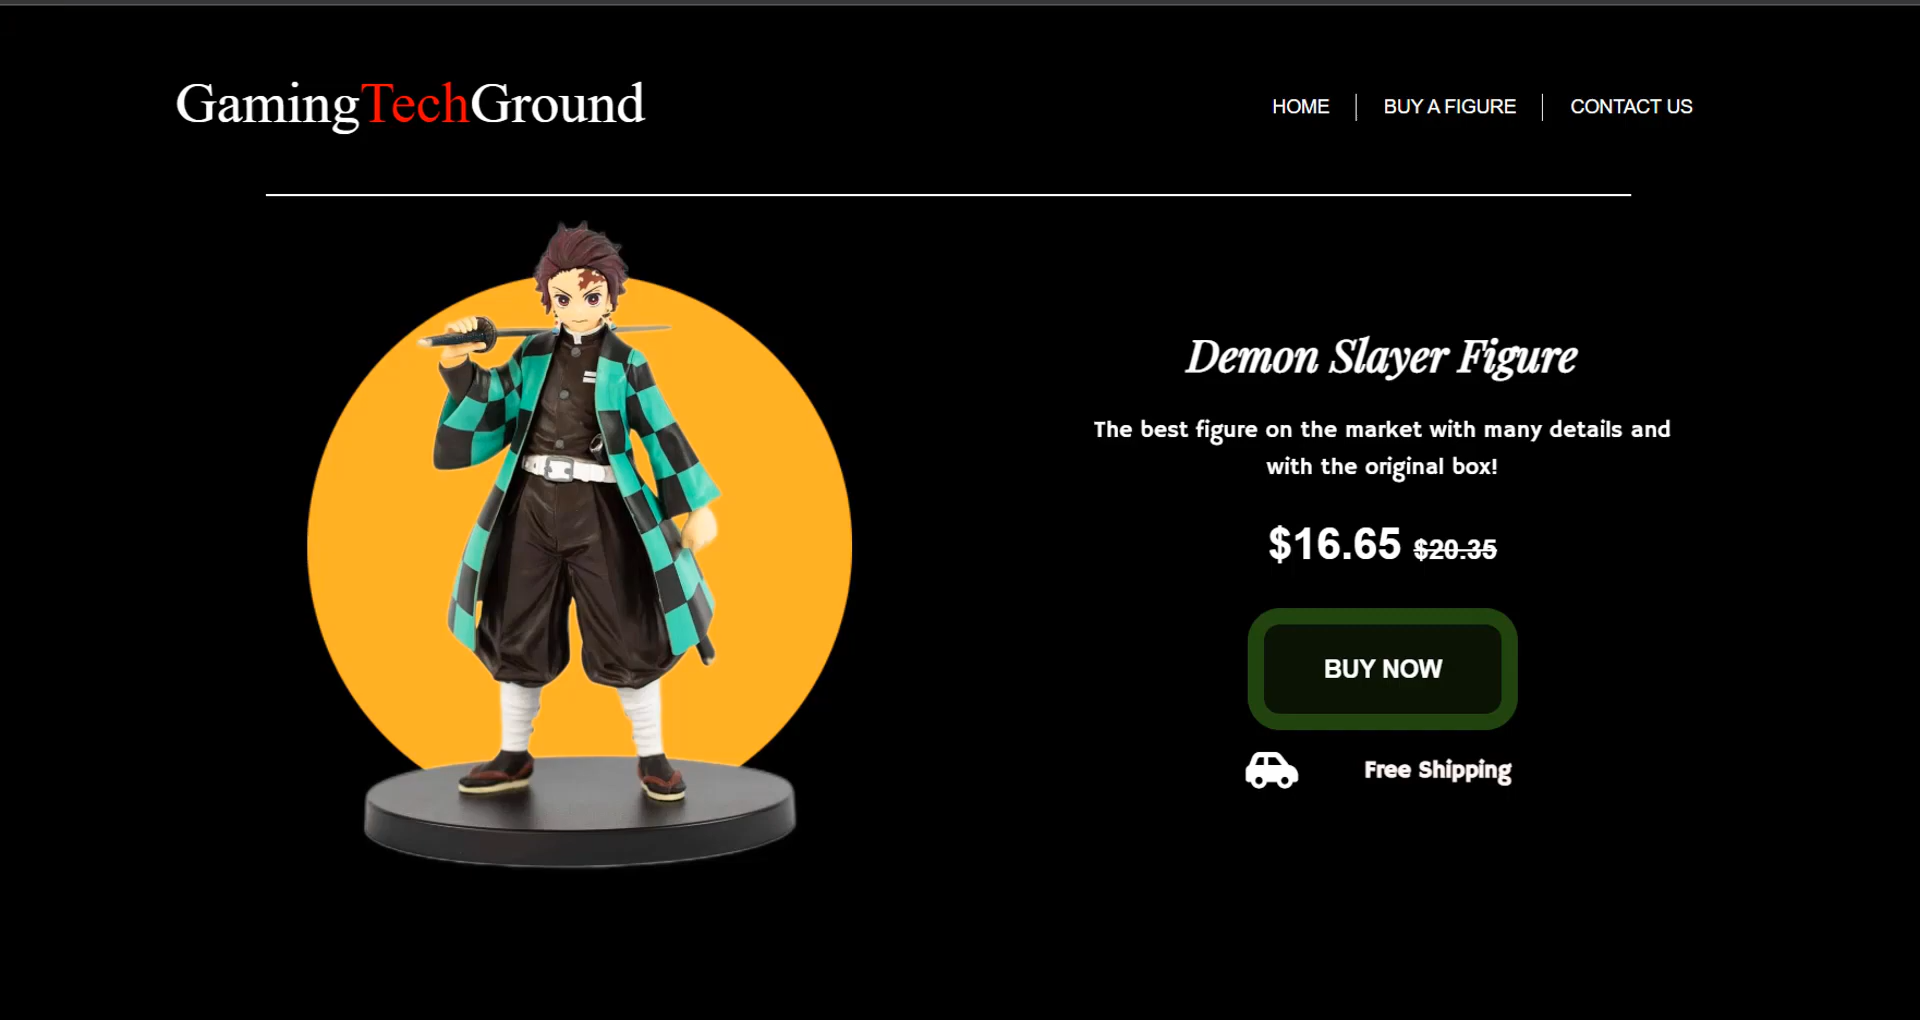 GamingTechGround
HOME
BUY A FIGURE
CONTACT US
Demon Slayer Figure
The best figure on the market with many details and
with the original box!
$16.65 $20.35
BUY NOW
Free Shipping